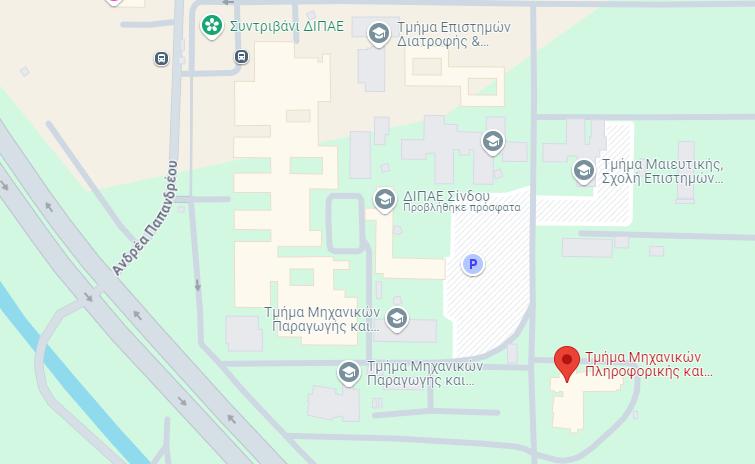 Συντριβάνι ΔΙΠΑΕ
Τμήμα Επιστημών
Διατροφής &...
Τμήμα Μαιευτικής,
Σχολή Επιστημών...
Ανδρέα Παπανδρέου
ΔΙΠΑΕ Σίνδου
Προβλήθηκε πρόσφατα
P
Τμήμα Μηχανικών
Παραγωγής και...
Τμήμα Μηχανικών
Παραγωγής και...
Τμήμα Μηχανικών
Πληροφορικής και...